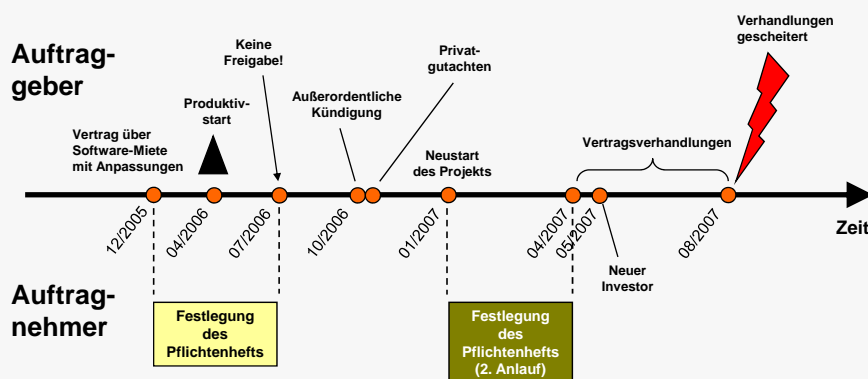 Auftrag-
geber
Keine
Freigabe!
Privat-
gutachten
Verhandlungen
gescheitert
Produktiv-
start
Außerordentliche
Kündigung
Vertrag über
Software-Miete
mit Anpassungen
Neustart
des Projekts
Vertragsverhandlungen
12/2005
04/2006
07/2006
10/2006
01/2007
04/2007
05/2007
08/2007
Zeit
Neuer
Investor
Auftrag-
nehmer
Festlegung
des
Pflichtenhefts
Festlegung
des
Pflichtenhefts
(2. Anlauf)